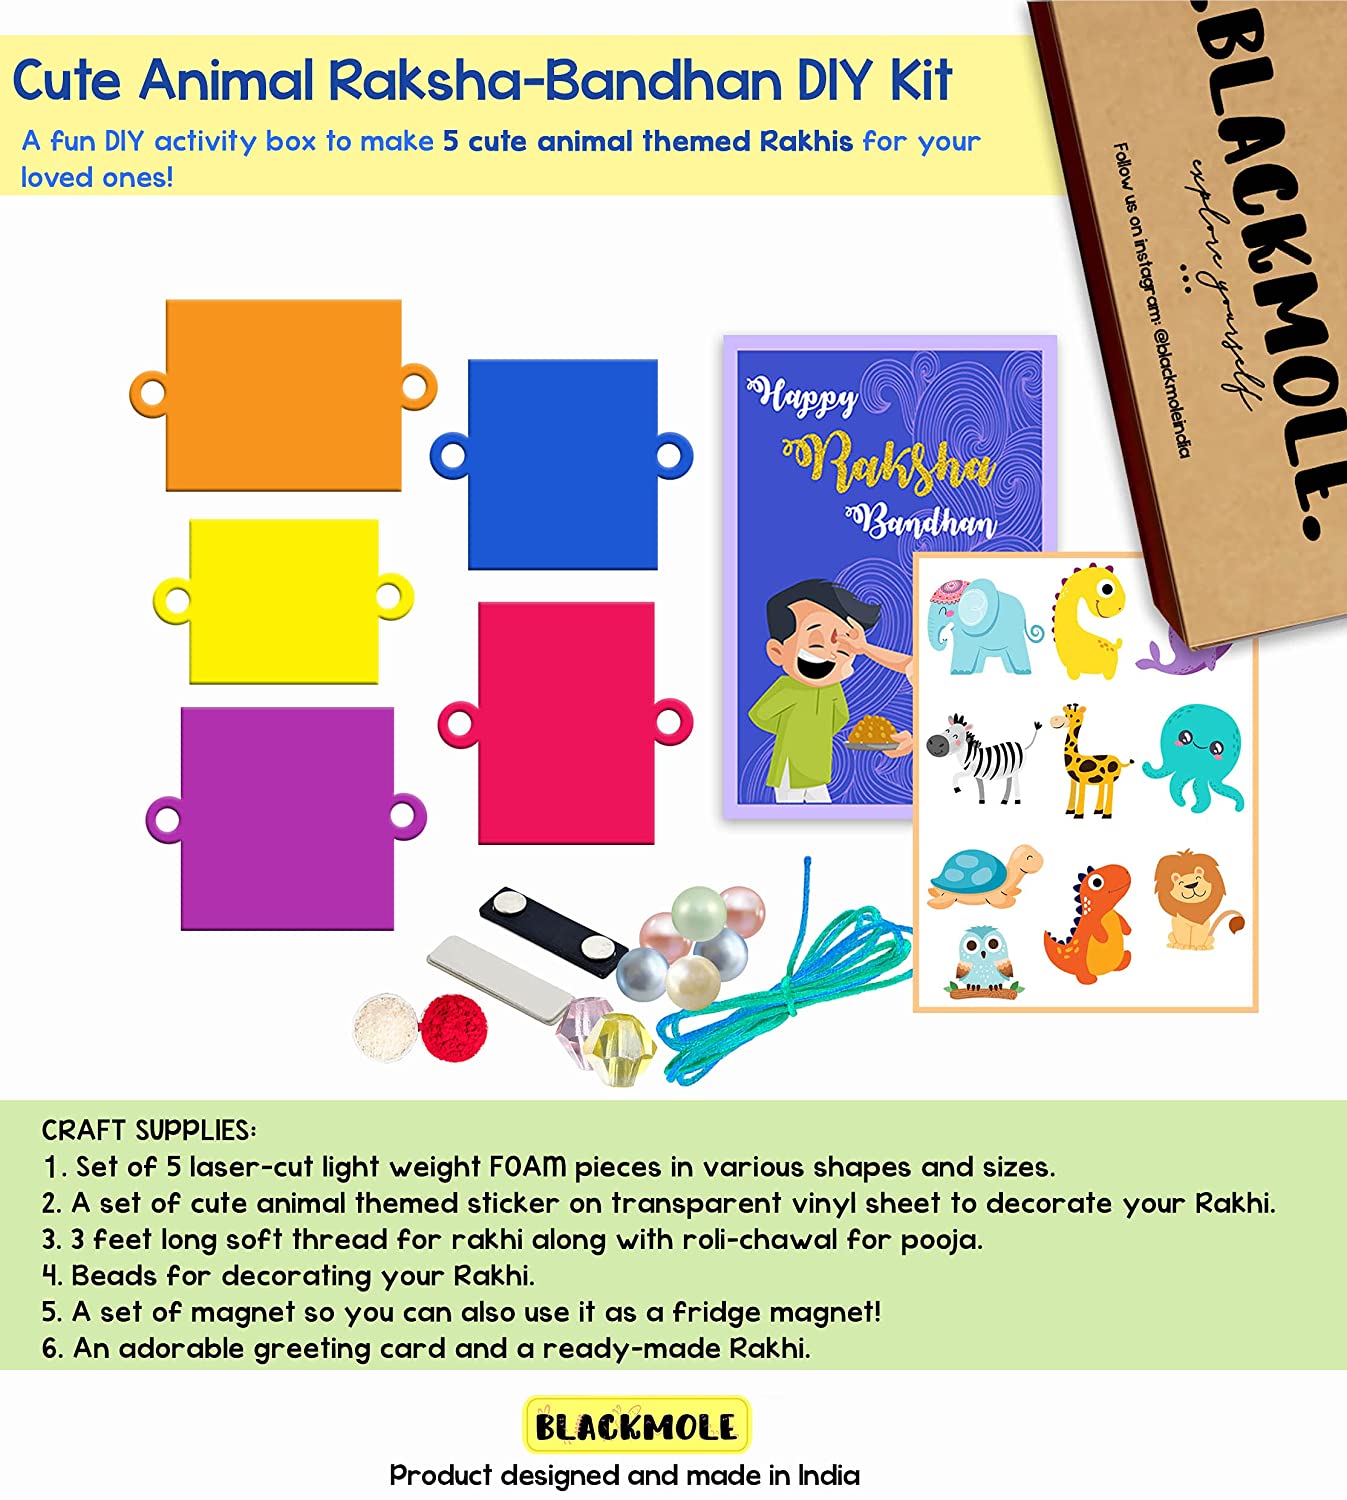 Cute Animal Raksha-Bandhan DIY Kit
A fun DIY activity box to make 5 cute animal themed Rakhis for your
loved ones!
.BLACKMOLE.
explore yourself
...
Follow us on instagram: @blackmoleindia
Happy
Raksha
Bandhan
CRAFT SUPPLIES:
1. Set of 5 laser-cut light weight FOAM pieces in various shapes and sizes.
2. A set of cute animal themed sticker on transparent vinyl sheet to decorate your Rakhi.
3. 3 feet long soft thread for rakhi along with roli-chawal for pooja.
4. Beads for decorating your Rakhi.
5. A set of magnet so you can also use it as a fridge magnet!
6. An adorable greeting card and a ready-made Rakhi.
BLACKMOLE
Product designed and made in India